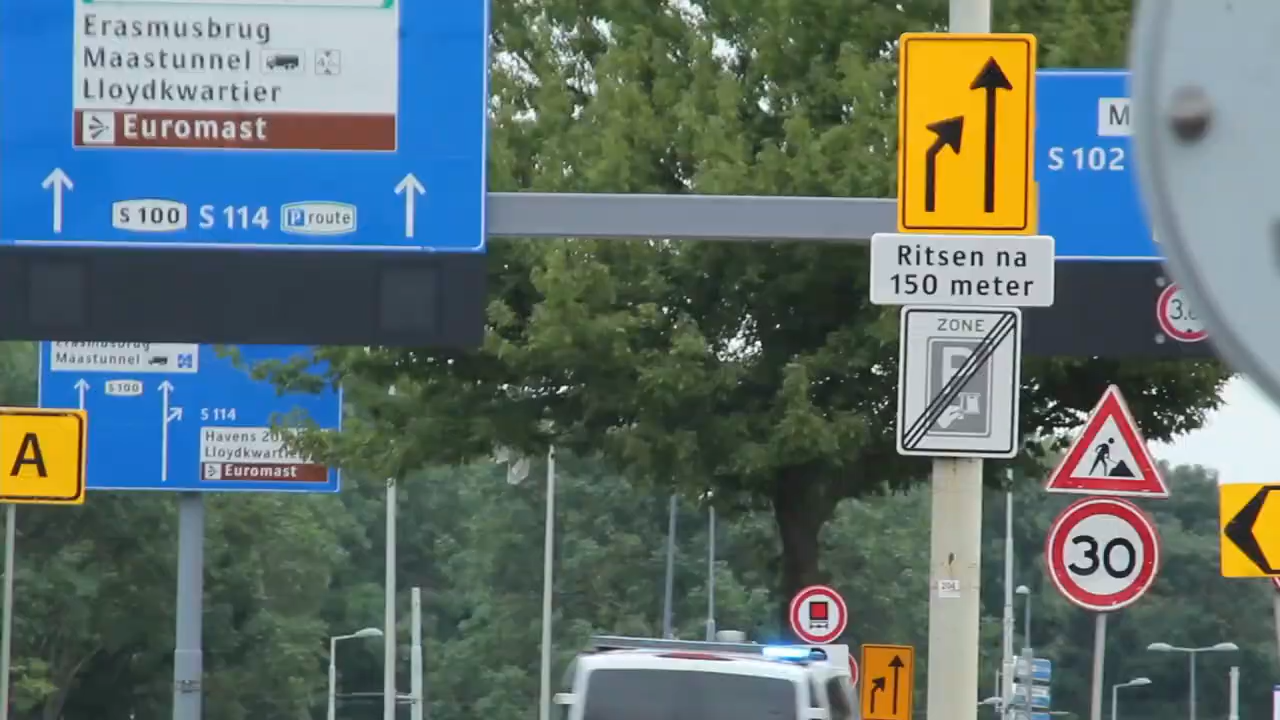 Erasmusbrug
Maastunnel
Lloydkwartier
Euromast
S 100 S 114 P route
Ritsen na
150 meter
ZONE
P
M
S 102
Erasmusbrug
Maastunnel
S100
S 114
Lloydkwartier
Euromast
A
30